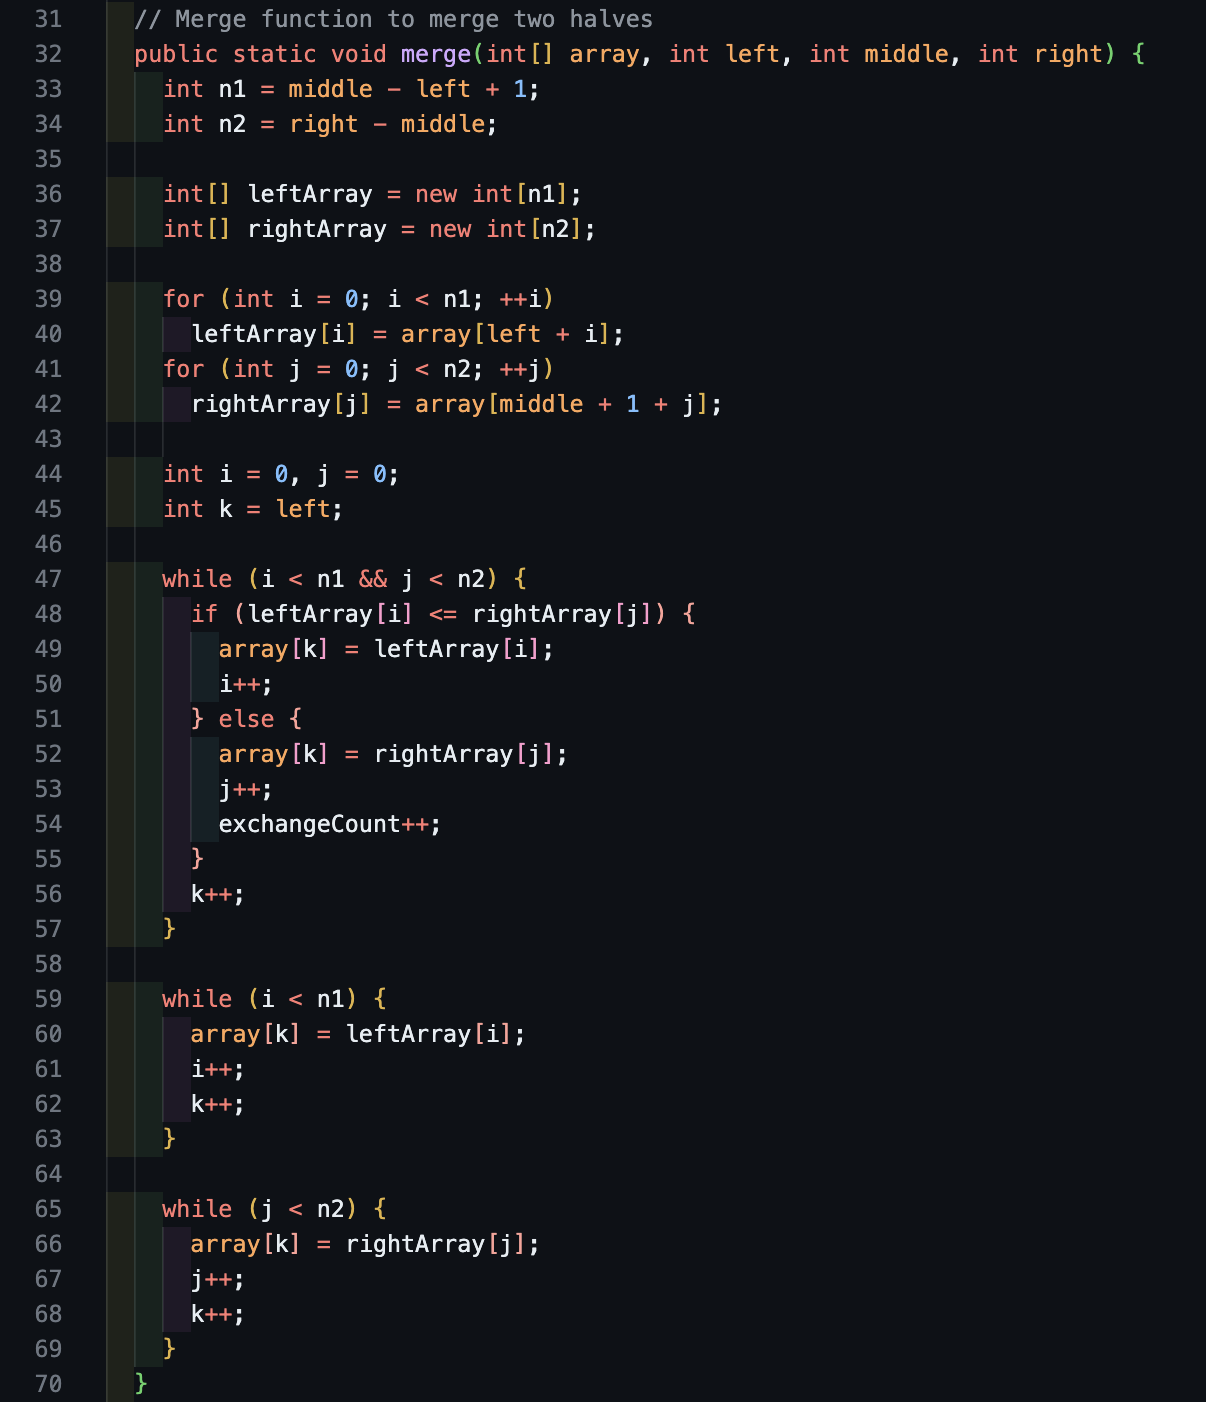 31 // Merge function to merge two halves
32 public static void merge(int[] array, int left, int middle, int right) {
33 int n1 = middle - left + 1;
34 int n2 = right - middle;
35
36 int[] leftArray = new int[n1];
37 int[] rightArray = new int[n2];
38
39 for (int i = 0; i < n1; ++i)
40 leftArray[i] = array[left + i];
41 for (int j = 0; j < n2; ++j)
42 rightArray[j] = array[middle + 1 + j];
43
44 int i = 0, j = 0;
45 int k = left;
46
47 while (i < n1 && j < n2) {
48 if (leftArray[i] <= rightArray[j]) {
49 array[k] = leftArray[i];
50 i++;
51 } else {
52 array[k] = rightArray[j];
53 j++;
54 exchangeCount++;
55 }
56 k++;
57 }
58
59 while (i < n1) {
60 array[k] = leftArray[i];
61 i++;
62 k++;
63 }
64
65 while (j < n2) {
66 array[k] = rightArray[j];
67 j++;
68 k++;
69 }
70 }